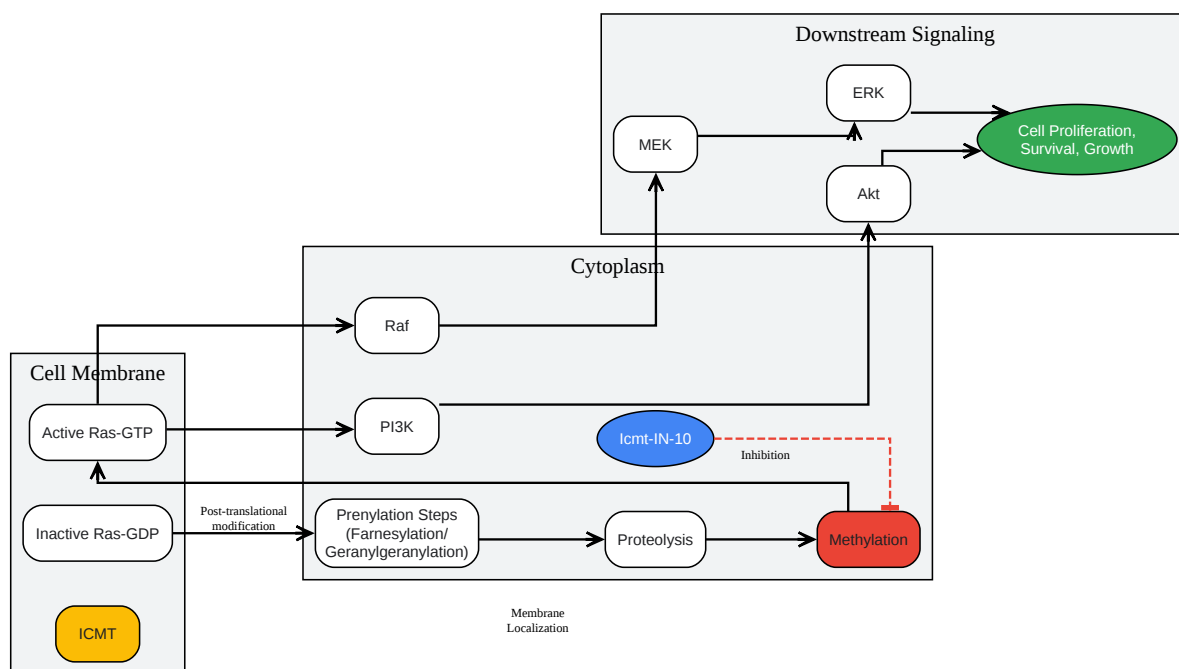 Downstream Signaling
ERK
MEK
Cell Proliferation,
Survival, Growth
Akt
Cytoplasm
Raf
Cell Membrane
Active Ras-GTP
PI3K
Icmt-IN-10
Inhibition
Inactive Ras-GDP
Post-translational
modification
Prenylation Steps
(Farnesylation/
Geranylgeranylation)
Proteolysis
Methylation
ICMT
Membrane
Localization